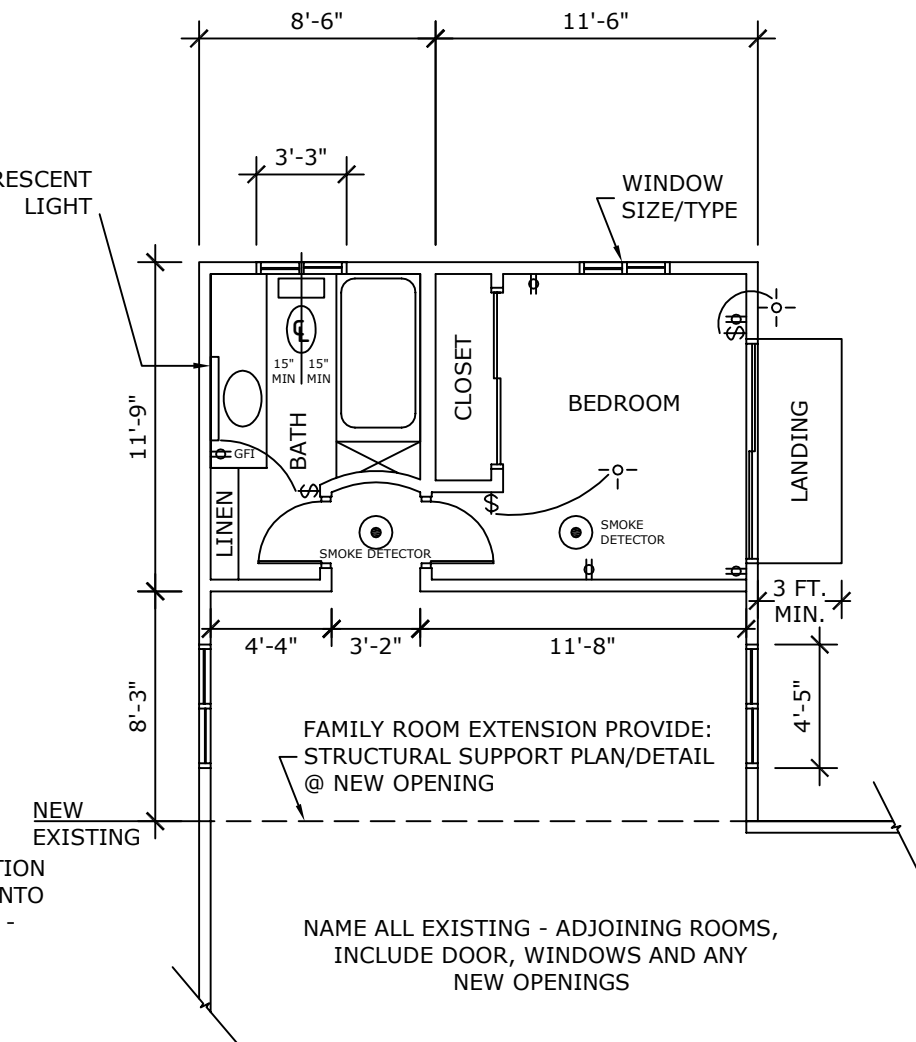 8'-6"
11'-6"
3'-3"
RESCENT
LIGHT
WINDOW
SIZE/TYPE
11'-9"
℄
15"
MIN
15"
MIN
BATH
CLOSET
BEDROOM
LANDING
GFI
LINEN
$
$
$
SMOKE DETECTOR
SMOKE
DETECTOR
3 FT.
MIN.
4'-4"
3'-2"
11'-8"
8'-3"
4'-5"
FAMILY ROOM EXTENSION PROVIDE:
STRUCTURAL SUPPORT PLAN/DETAIL
@ NEW OPENING
NEW
EXISTING
TION
NTO
-
NAME ALL EXISTING - ADJOINING ROOMS,
INCLUDE DOOR, WINDOWS AND ANY
NEW OPENINGS